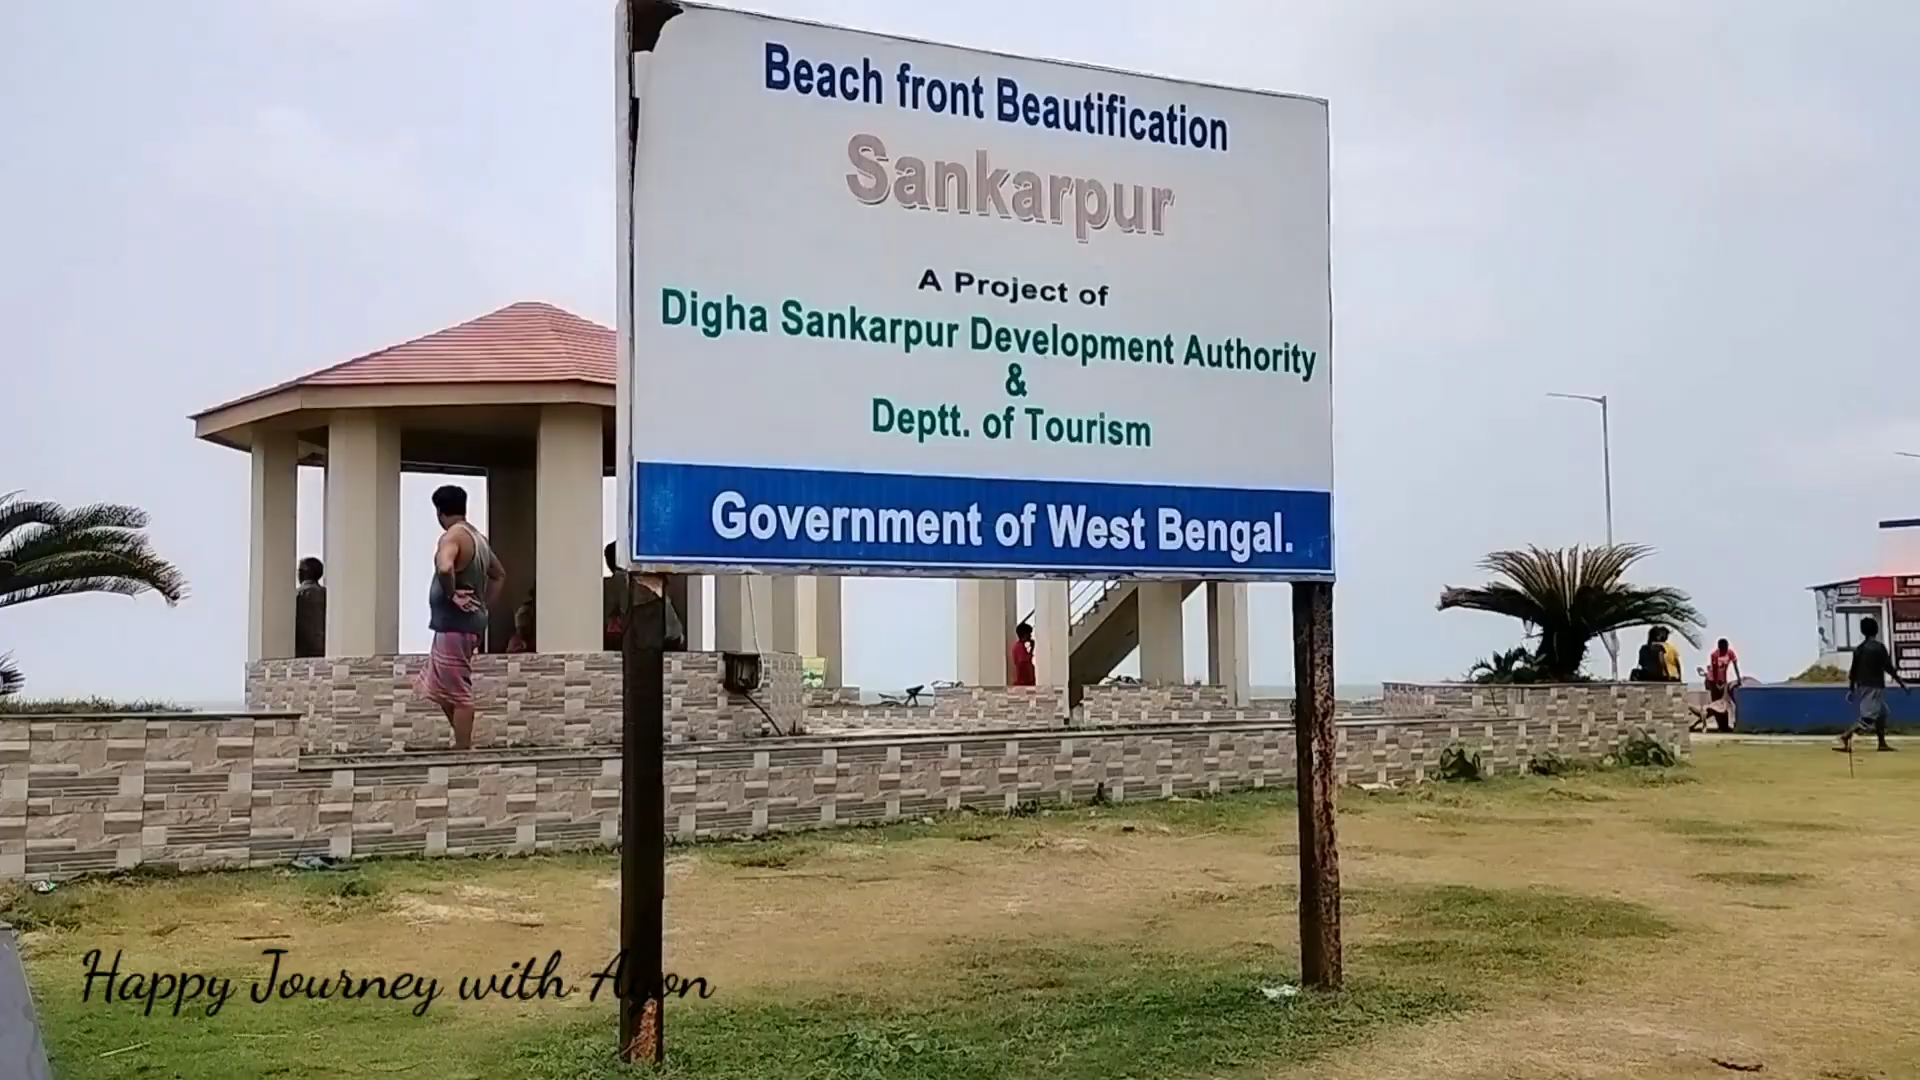 Beach front Beautification
Sankarpur
A Project of
Digha Sankarpur Development Authority
&
Deptt. of Tourism
Government of West Bengal.
Happy Journey with Ayon